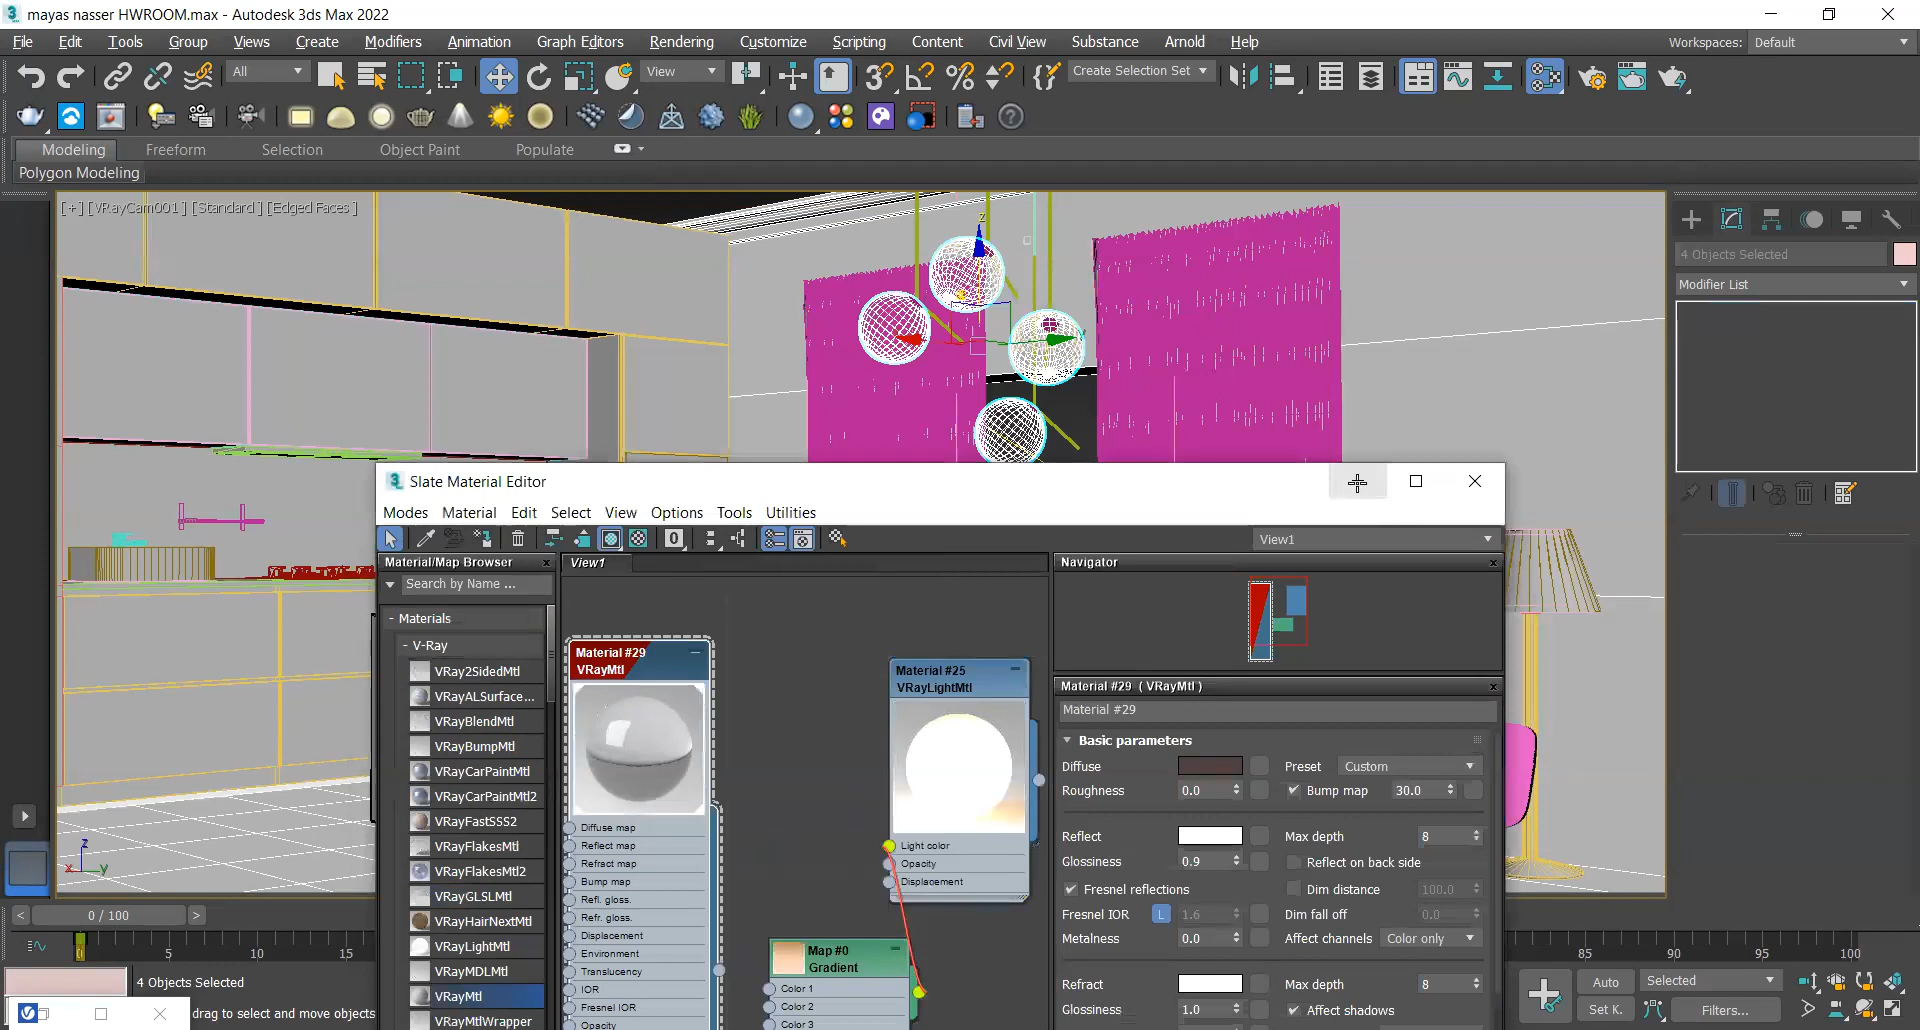 mayas nasser HWROOM.max - Autodesk 3ds Max 2022
File Edit Tools Group Views Create Modifiers Animation Graph Editors Rendering Customize Scripting Content Civil View Substance Arnold Help
Workspaces: Default
All
View
Create Selection Set
Modeling Freeform Selection Object Paint Populate
Polygon Modeling
[+] [VRayCam001] [Standard] [Edged Faces]
4 Objects Selected
Modifier List
Slate Material Editor
Modes Material Edit Select View Options Tools Utilities
View1
Material/Map Browser
View1
Navigator
Search by Name ...
- Materials
- V-Ray
VRay2SidedMtl
VRayALSurface...
VRayBlendMtl
VRayBumpMtl
VRayCarPaintMtl
VRayCarPaintMtl2
VRayFastSSS2
VRayFlakesMtl
VRayFlakesMtl2
VRayGLSLMtl
VRayHairNextMtl
VRayLightMtl
VRayMDLMtl
VRayMtl
VRayMtlWrapper
Material #29
VRayMtl
Diffuse map
Reflect map
Refract map
Bump map
Refl. gloss.
Refr. gloss.
Displacement
Environment
Translucency
IOR
Fresnel IOR
Opacity
Material #25
VRayLightMtl
Light color
Opacity
Displacement
Map #0
Gradient
Color 1
Color 2
Color 3
Material #29 ( VRayMtl )
Material #29
Basic parameters
Diffuse Preset Custom
Roughness 0.0 Bump map 30.0
Reflect Max depth 8
Glossiness 0.9 Reflect on back side
Fresnel reflections Dim distance 100.0
Fresnel IOR L 1.6 Dim fall off 0.0
Metalness 0.0 Affect channels Color only
Refract Max depth 8
Glossiness 1.0 Affect shadows
z
x
y
z
< 0 / 100 >
0 5 10 15
85 90 95 100
4 Objects Selected
drag to select and move objects
Auto Selected
Set K. Filters...